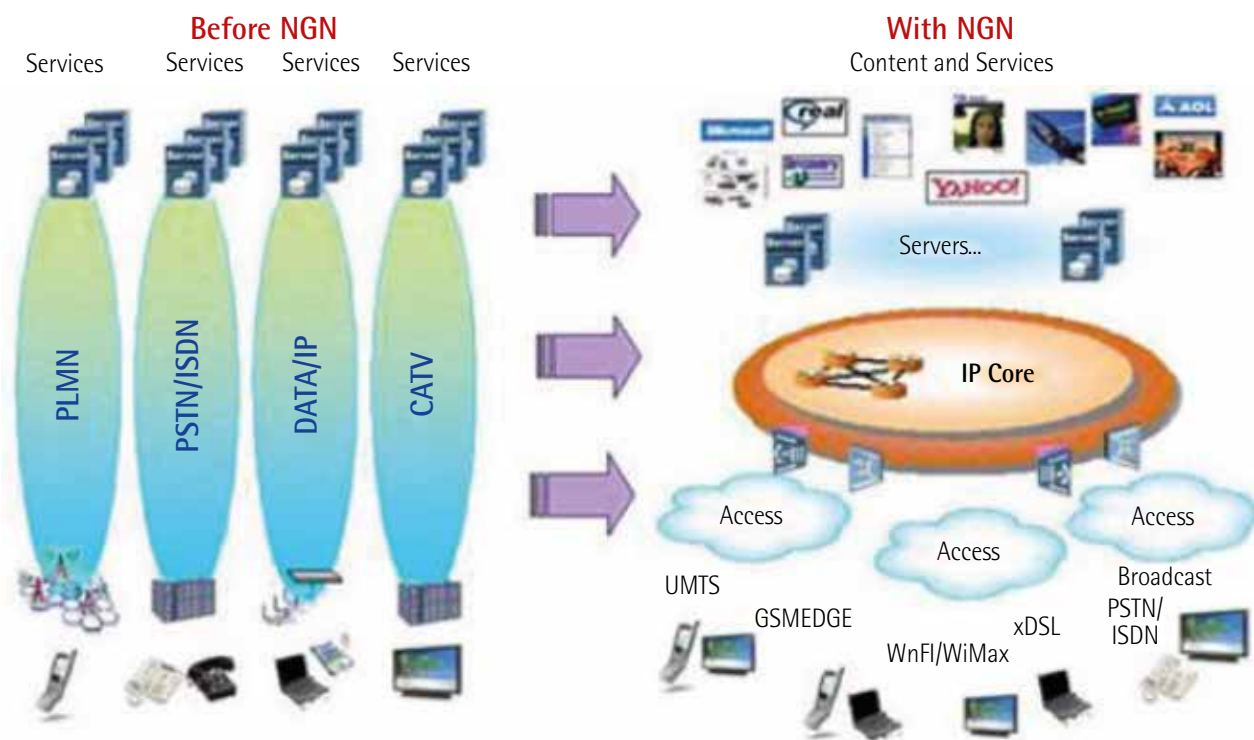 Before NGN
Services
Services
Services
Services
PLMN
PSTN/ISDN
DATA/IP
CATV
With NGN
Content and Services
Microsoft
real
AOL
YAHOO!
Servers...
IP Core
Access
Access
Access
UMTS
GSMEDGE
WnFI/WiMax
xDSL
Broadcast
PSTN/
ISDN